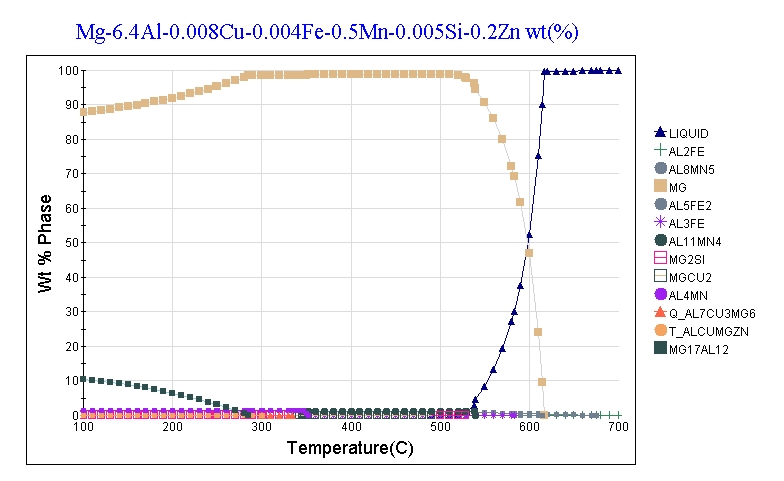 Mg-6.4Al-0.008Cu-0.004Fe-0.5Mn-0.005Si-0.2Zn wt(%)
100
90
80
70
60
50
40
30
20
10
0
Wt % Phase
100 200 300 400 500 600 700
Temperature(C)
LIQUID
AL2FE
AL8MN5
MG
AL5FE2
AL3FE
AL11MN4
MG2SI
MGCU2
AL4MN
Q_AL7CU3MG6
T_ALCUMGZN
MG17AL12